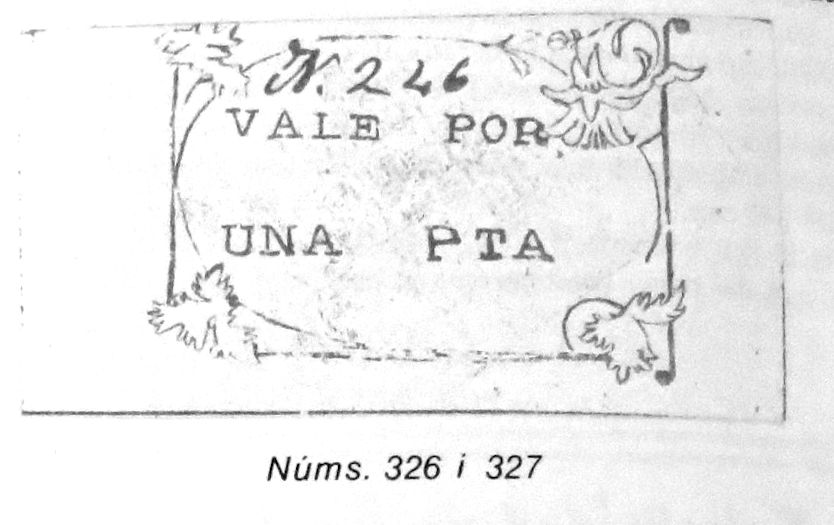 N. 246
VALE POR
UNA PTA
Núms. 326 i 327